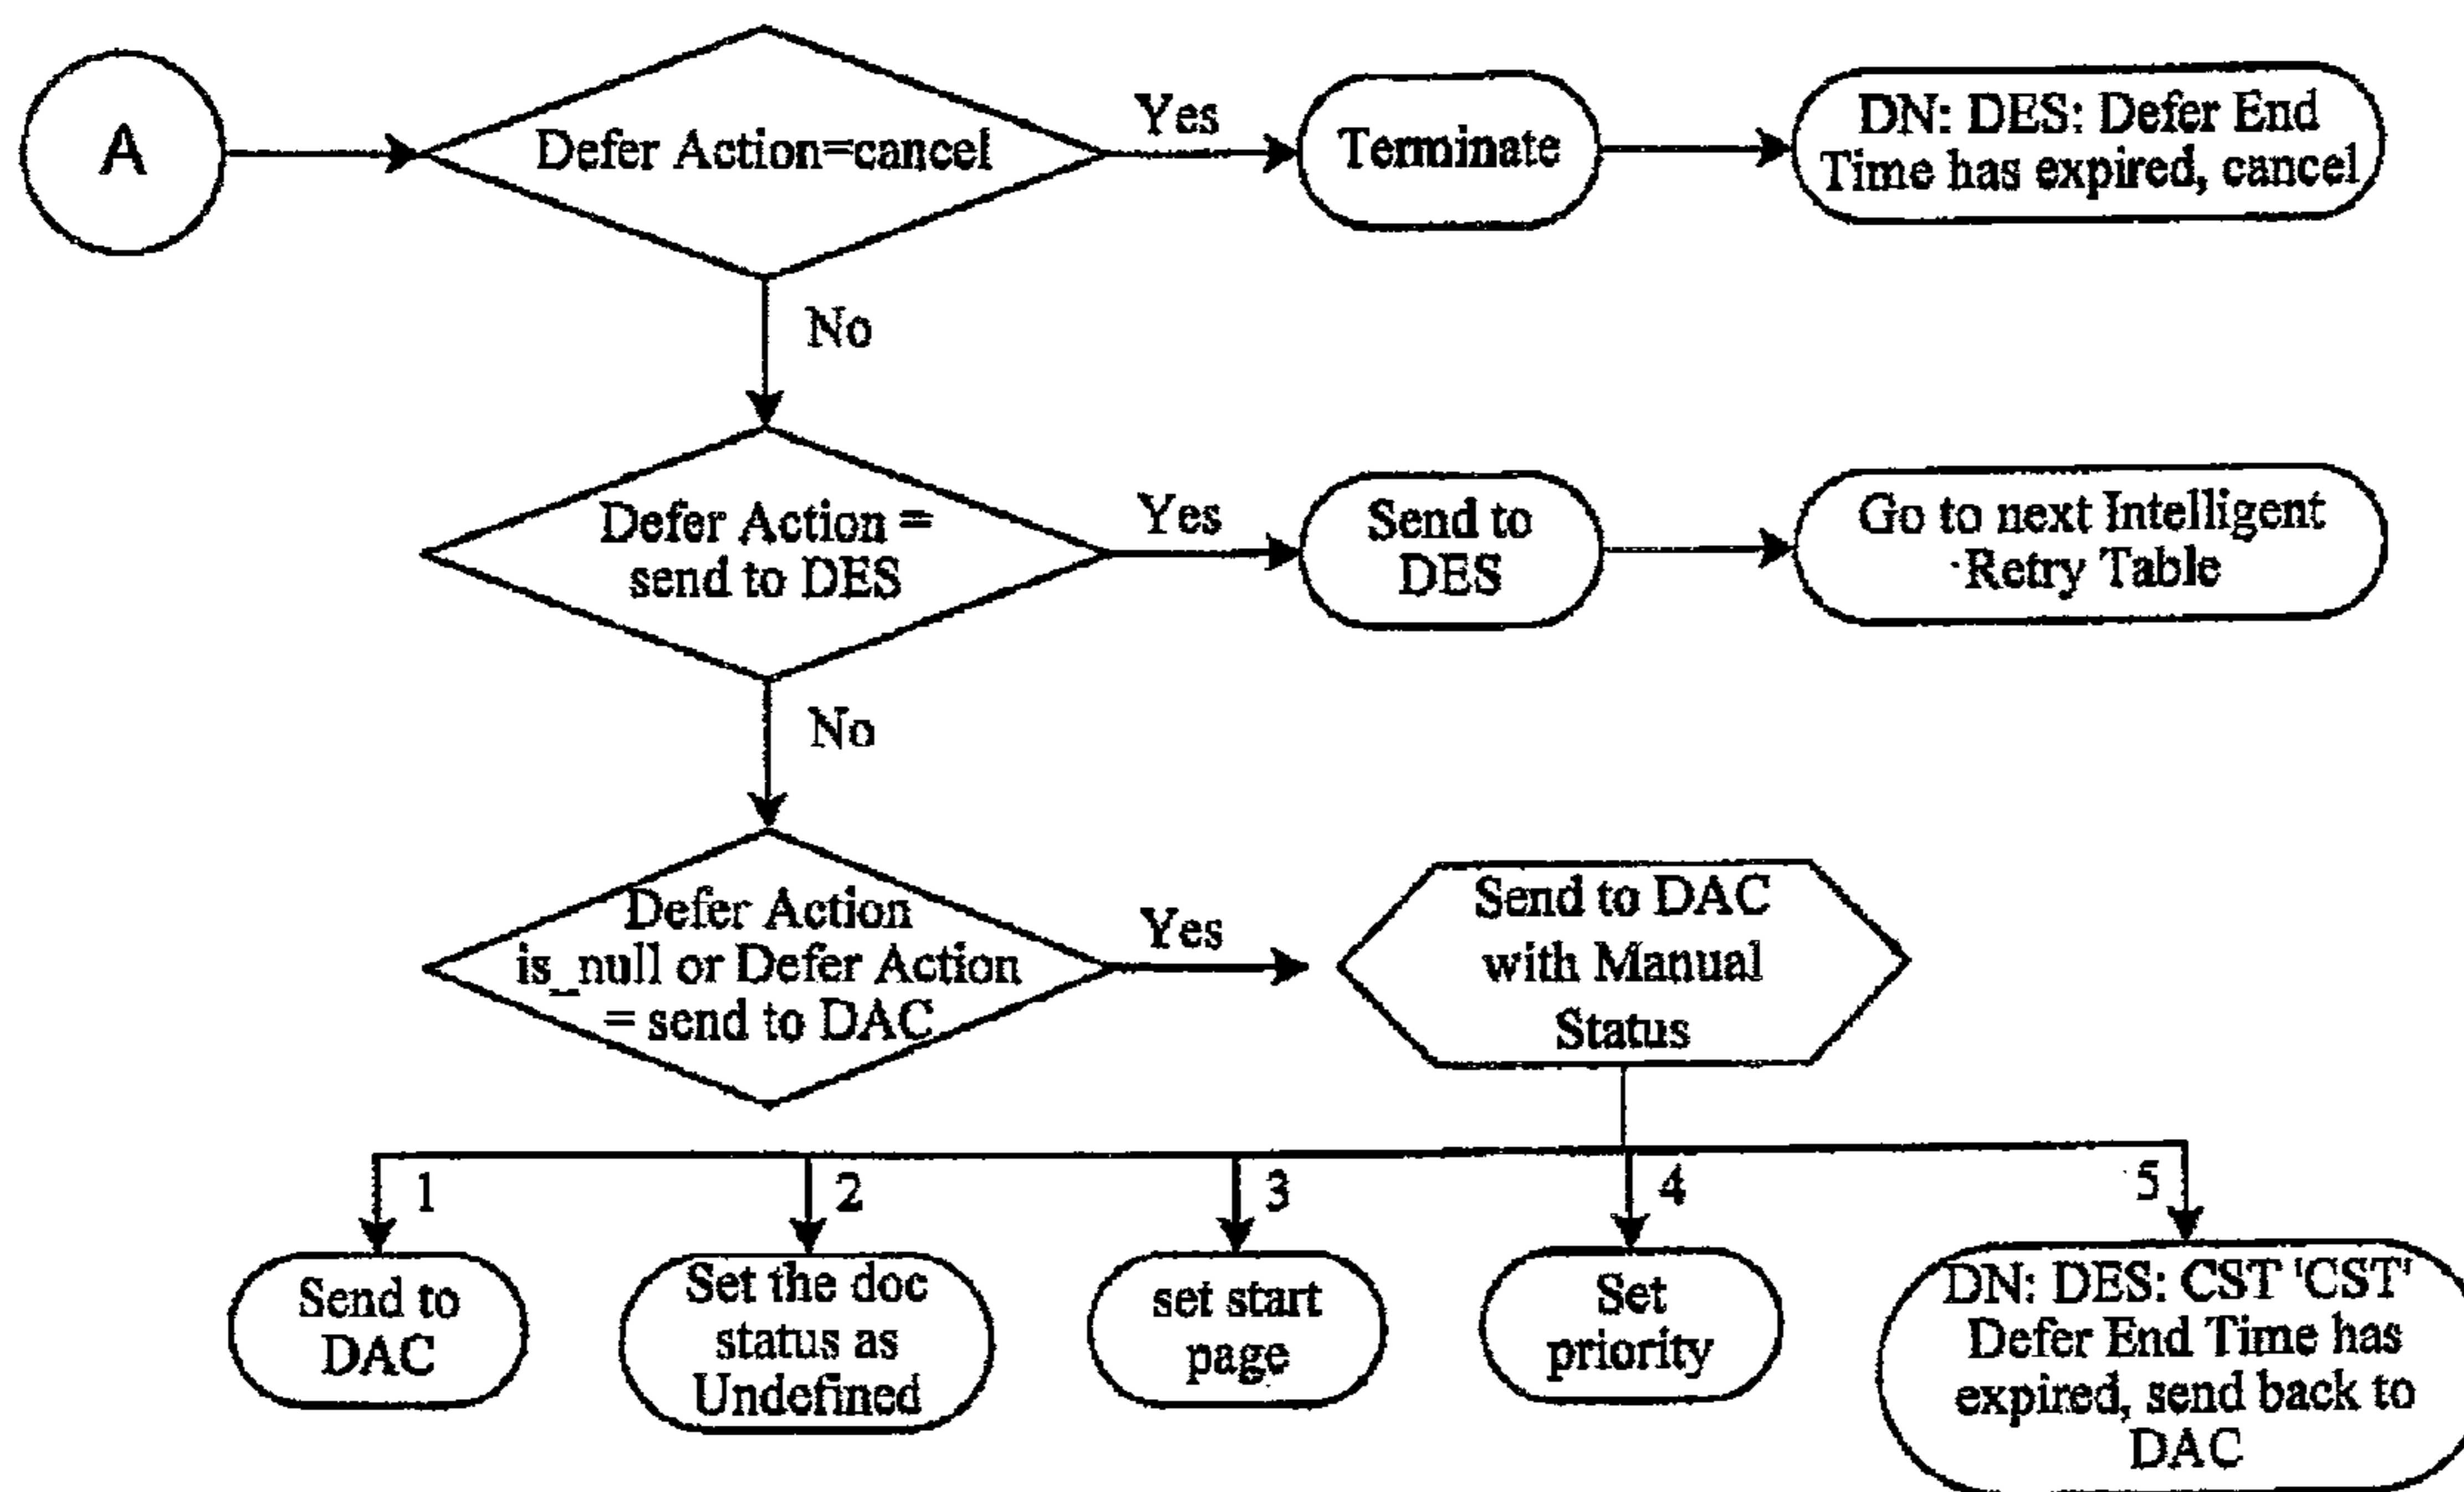 A
Defer Action=cancel
Yes
Terminate
DN: DES: Defer End
Time has expired, cancel
No
Defer Action =
send to DES
Yes
Send to
DES
Go to next Intelligent
Retry Table
No
Defer Action
is_null or Defer Action
= send to DAC
Yes
Send to DAC
with Manual
Status
1
2
3
4
5
Send to
DAC
Set the doc
status as
Undefined
set start
page
Set
priority
DN: DES: CST 'CST'
Defer End Time has
expired, send back to
DAC